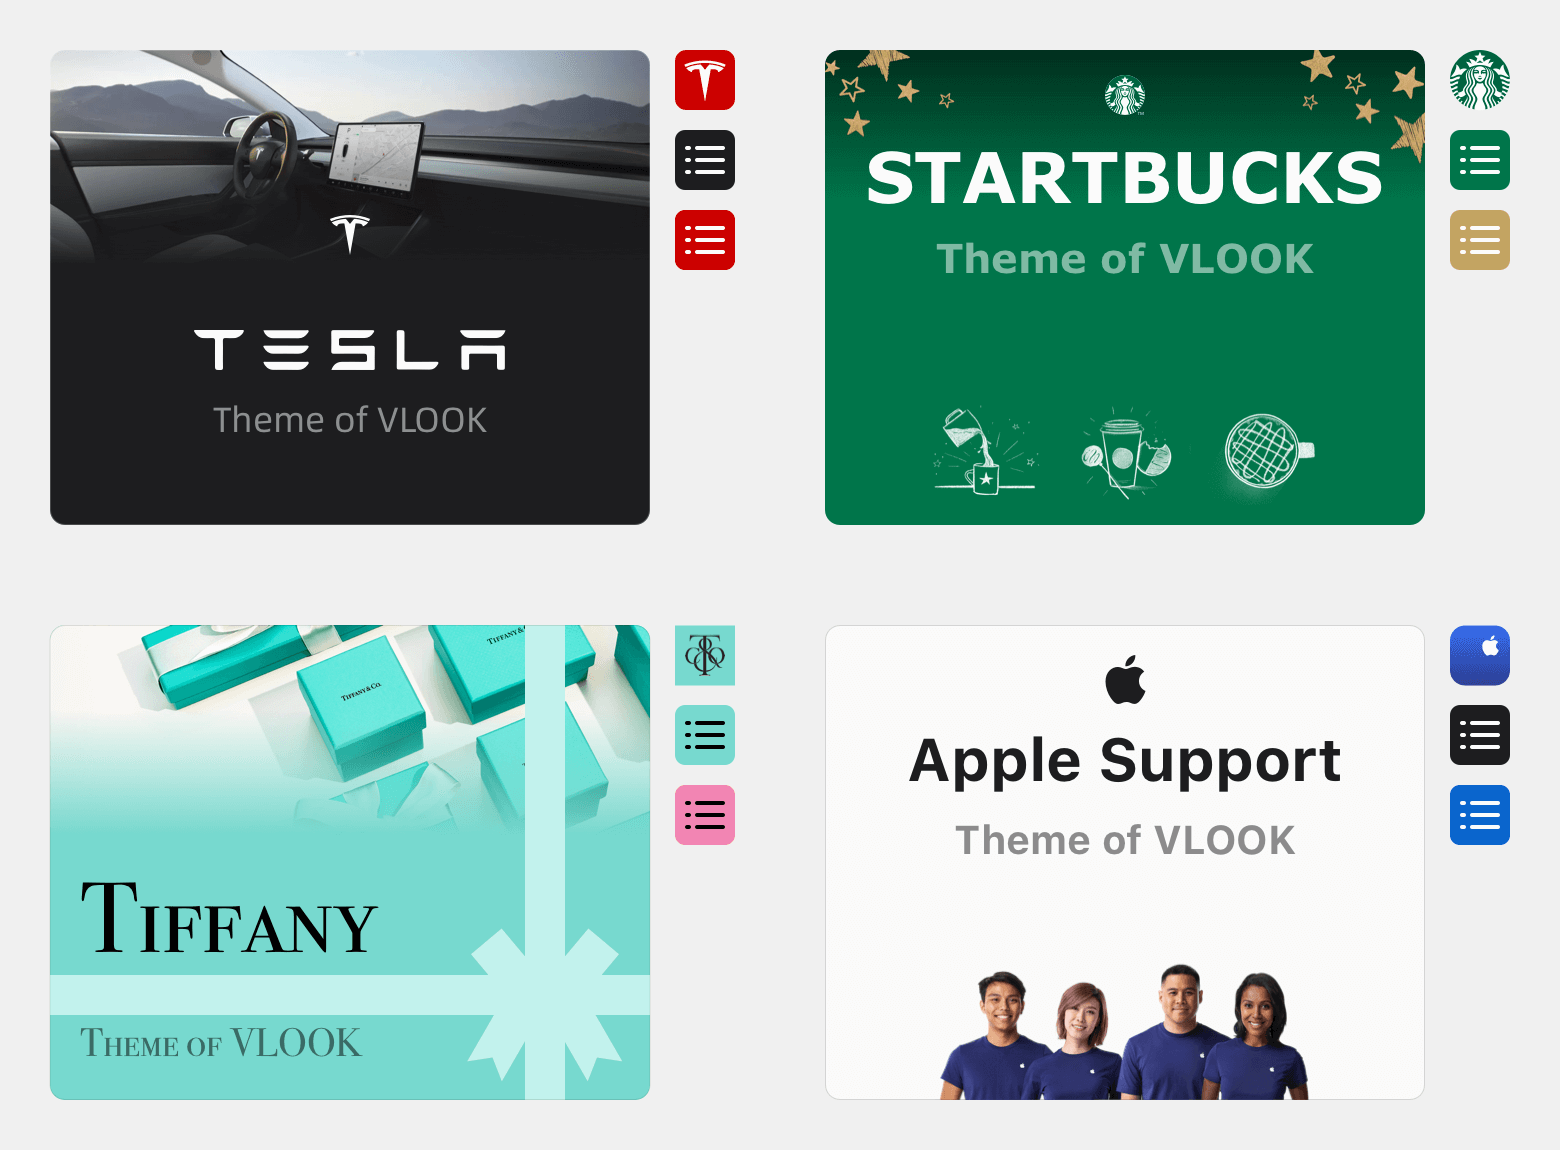 TESLA
Theme of VLOOK
STARTBUCKS
Theme of VLOOK
TIFFANY & CO.
TIFFANY &
TIFFANY
THEME OF VLOOK
Apple Support
Theme of VLOOK